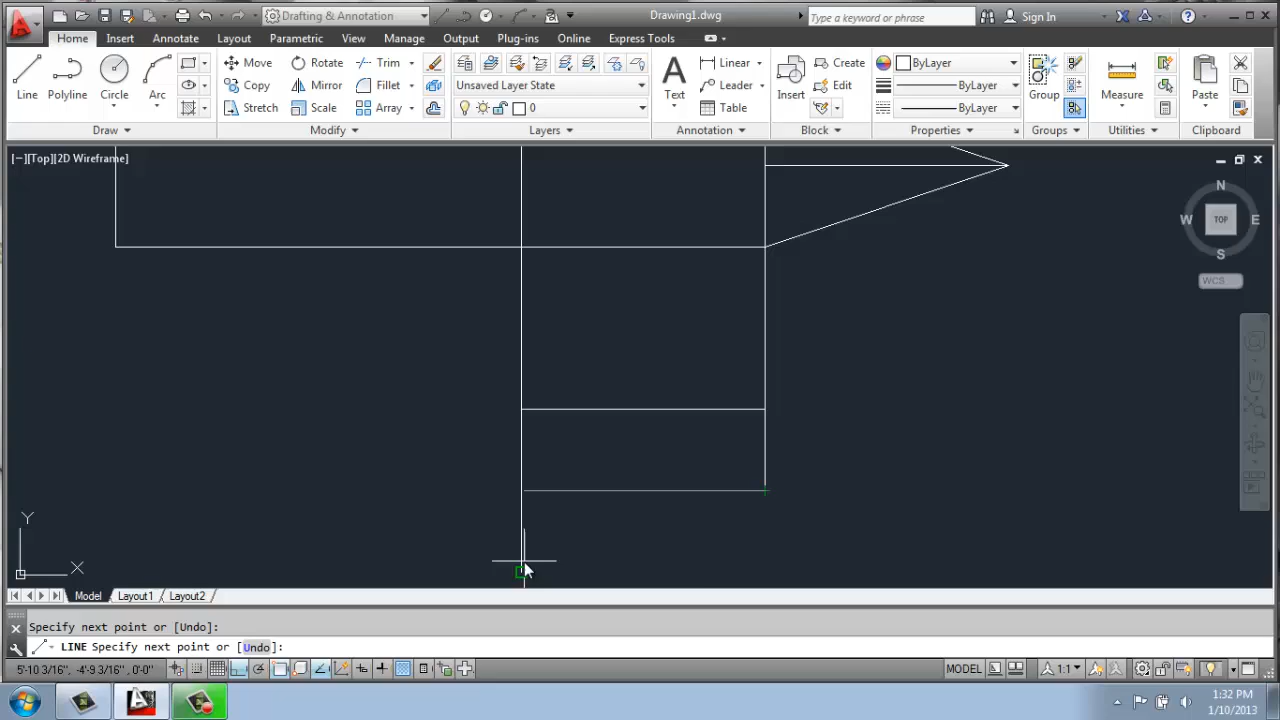 Drafting & Annotation
Drawing1.dwg
Type a keyword or phrase
Sign In
Home Insert Annotate Layout Parametric View Manage Output Plug-ins Online Express Tools
Line Polyline Circle Arc
Move Rotate Trim
Copy Mirror Fillet
Stretch Scale Array
Unsaved Layer State
0
Text
Linear
Leader
Table
Insert
Create
Edit
ByLayer
ByLayer
ByLayer
Group
Measure
Paste
Draw Modify Layers Annotation Block Properties Groups Utilities Clipboard
[−][Top][2D Wireframe]
N
W TOP E
S
WCS
Y
X
Model Layout1 Layout2
Specify next point or [Undo]:
LINE Specify next point or [Undo]:
5'-10 3/16", -4'-9 3/16", 0'-0"
MODEL
1:1
1:32 PM
1/10/2013